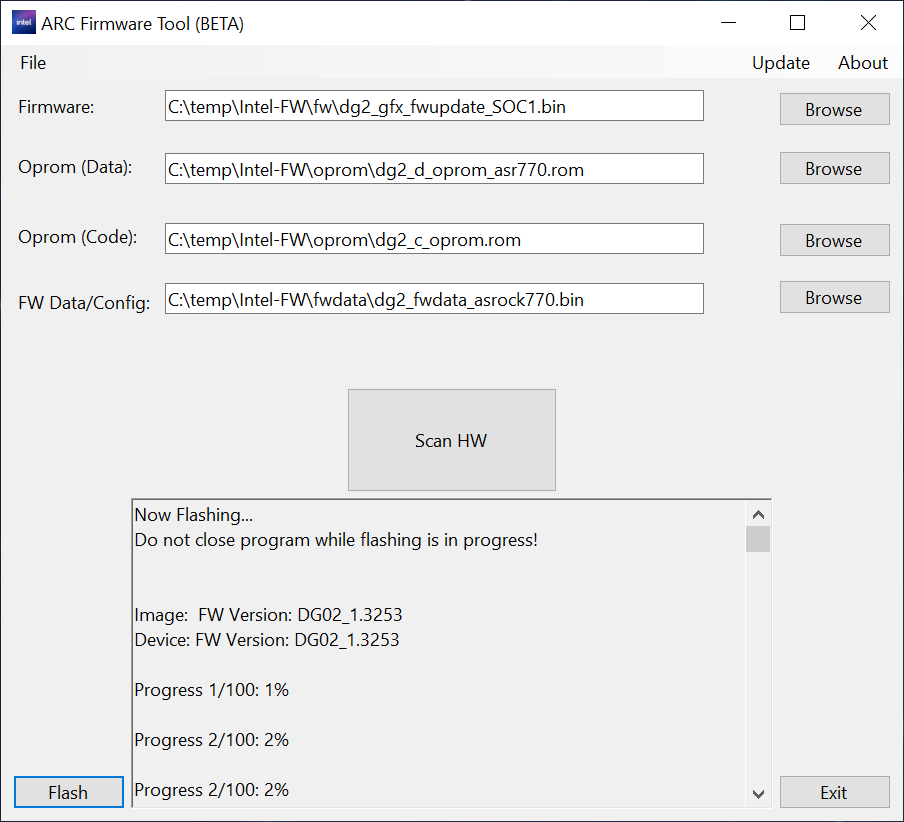 intel ARC Firmware Tool (BETA)
File Update About
Firmware: C:\temp\Intel-FW\fw\dg2_gfx_fwupdate_SOC1.bin Browse
Oprom (Data): C:\temp\Intel-FW\oprom\dg2_d_oprom_asr770.rom Browse
Oprom (Code): C:\temp\Intel-FW\oprom\dg2_c_oprom.rom Browse
FW Data/Config: C:\temp\Intel-FW\fwdata\dg2_fwdata_asrock770.bin Browse
Scan HW
Now Flashing...
Do not close program while flashing is in progress!
Image:  FW Version: DG02_1.3253
Device: FW Version: DG02_1.3253
Progress 1/100: 1%
Progress 2/100: 2%
Progress 2/100: 2%
Flash Exit